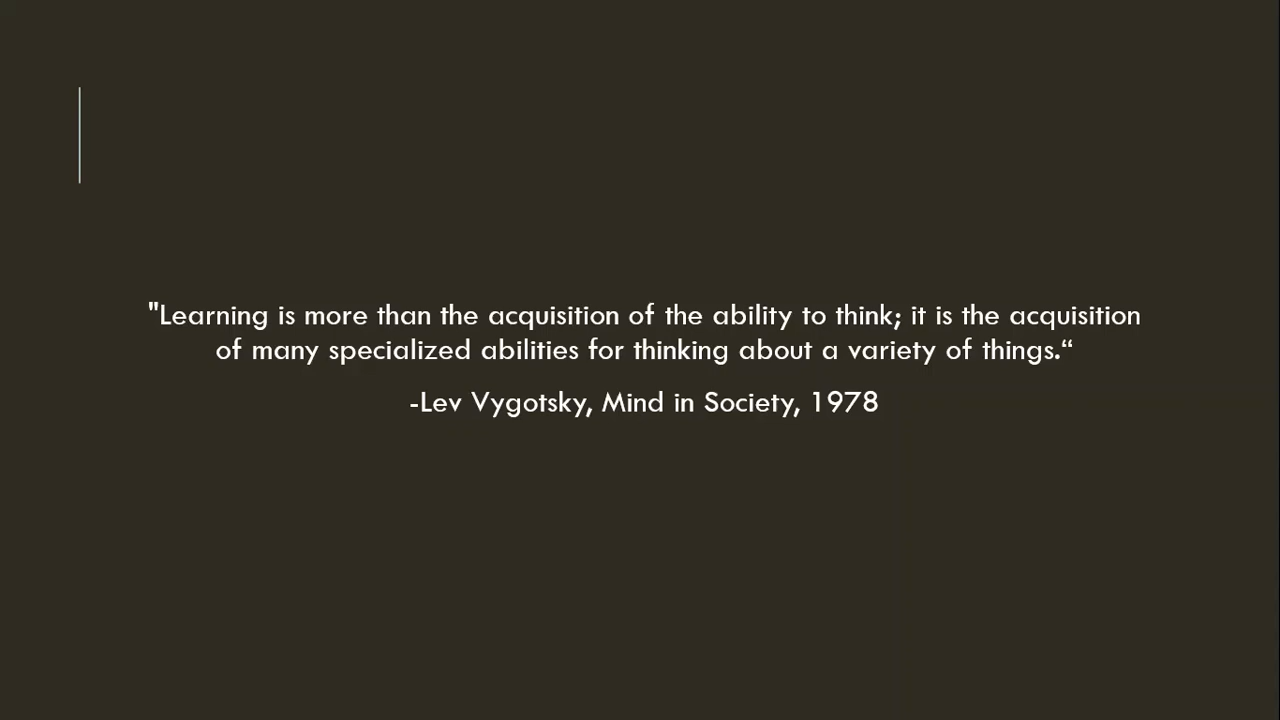 "Learning is more than the acquisition of the ability to think; it is the acquisition
of many specialized abilities for thinking about a variety of things.“
-Lev Vygotsky, Mind in Society, 1978